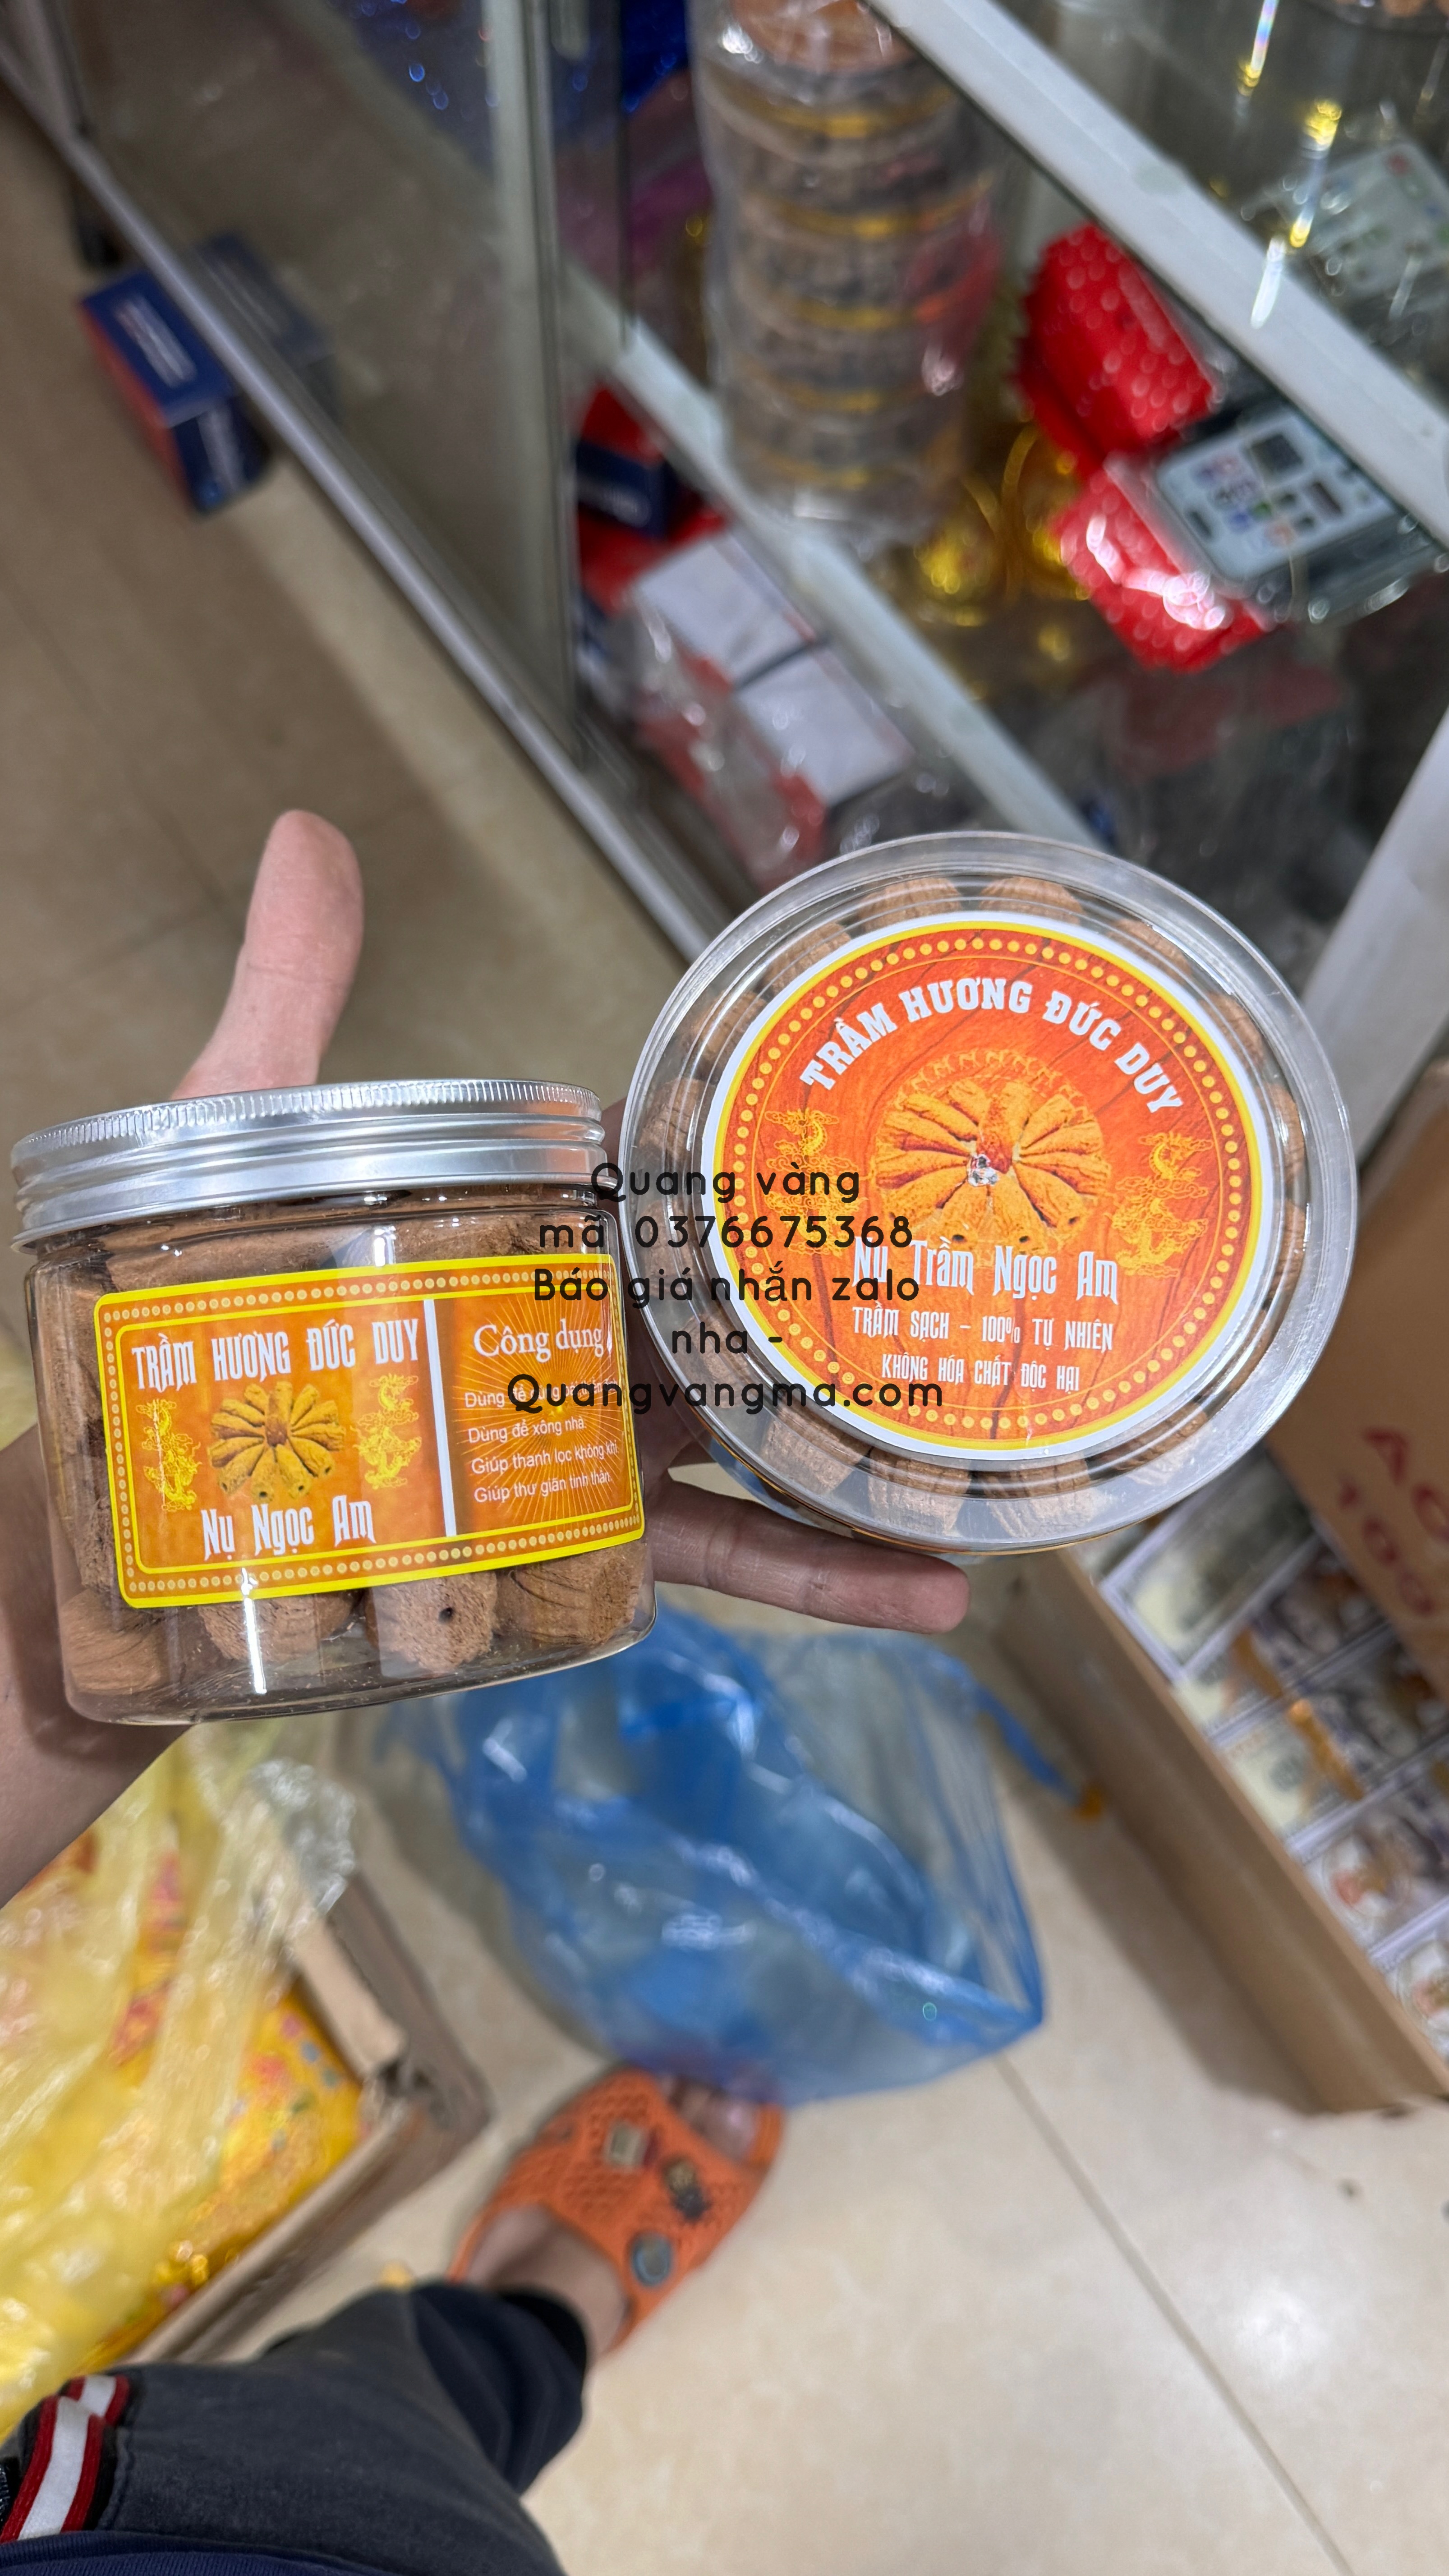 TRẦM HƯƠNG ĐỨC DUY
Nụ Trầm Ngọc Am
TRẦM SẠCH - 100% TỰ NHIÊN
KHÔNG HÓA CHẤT ĐỘC HẠI
Quang vàng
mã 0376675368
Báo giá nhắn zalo
nha -
Quangvangma.com
TRẦM HƯƠNG ĐỨC DUY
Nụ Ngọc Am
Công dụng
Dùng để
Dùng để xông nhà.
Giúp thanh lọc không khí
Giúp thư giãn tinh thần.